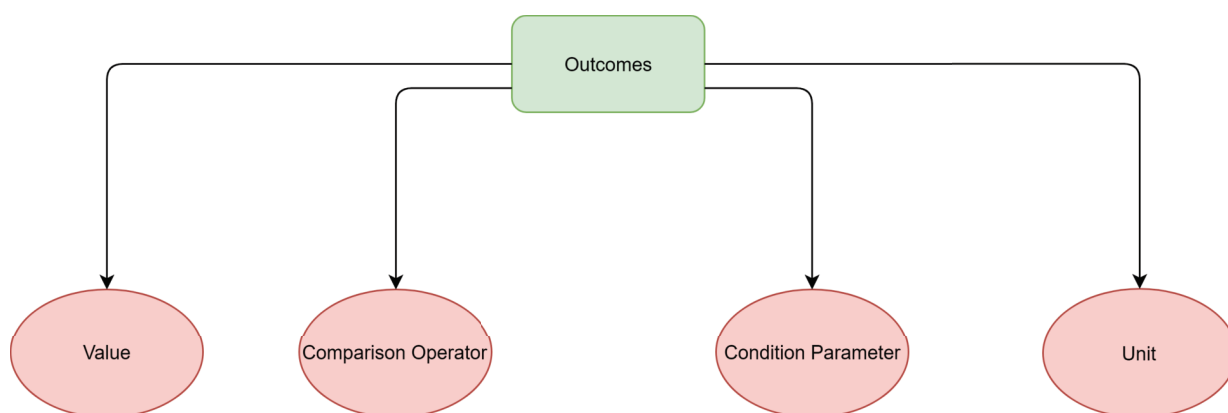 Outcomes
Value
Comparison Operator
Condition Parameter
Unit